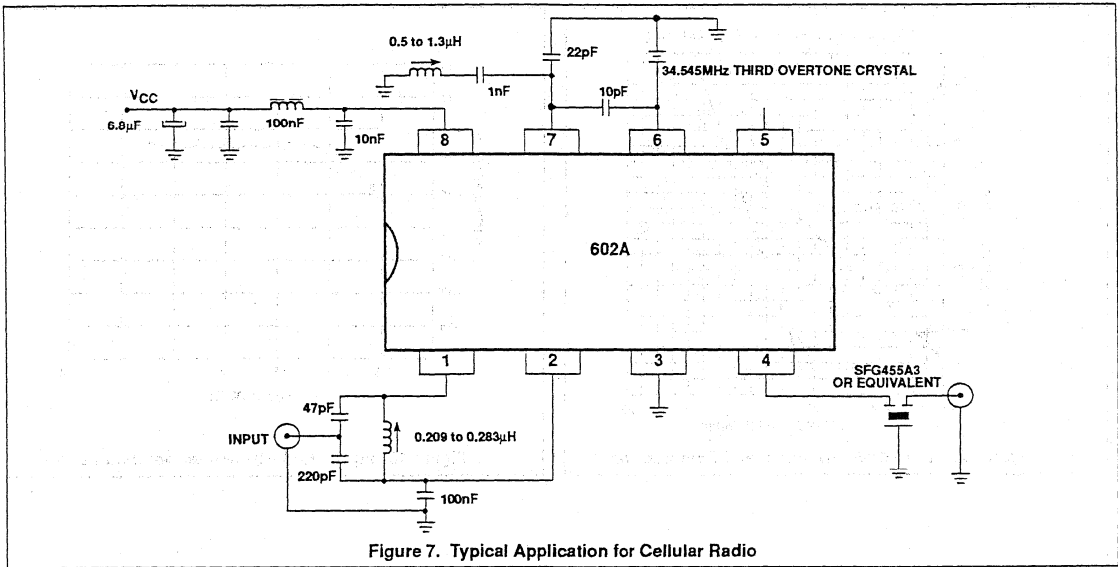 0.5 to 1.3µH
22pF
34.545MHz THIRD OVERTONE CRYSTAL
1nF
10pF
VCC
6.8µF
100nF
10nF
8
7
6
5
602A
1
2
3
4
SFG455A3
OR EQUIVALENT
47pF
INPUT
0.209 to 0.283µH
220pF
100nF
Figure 7. Typical Application for Cellular Radio